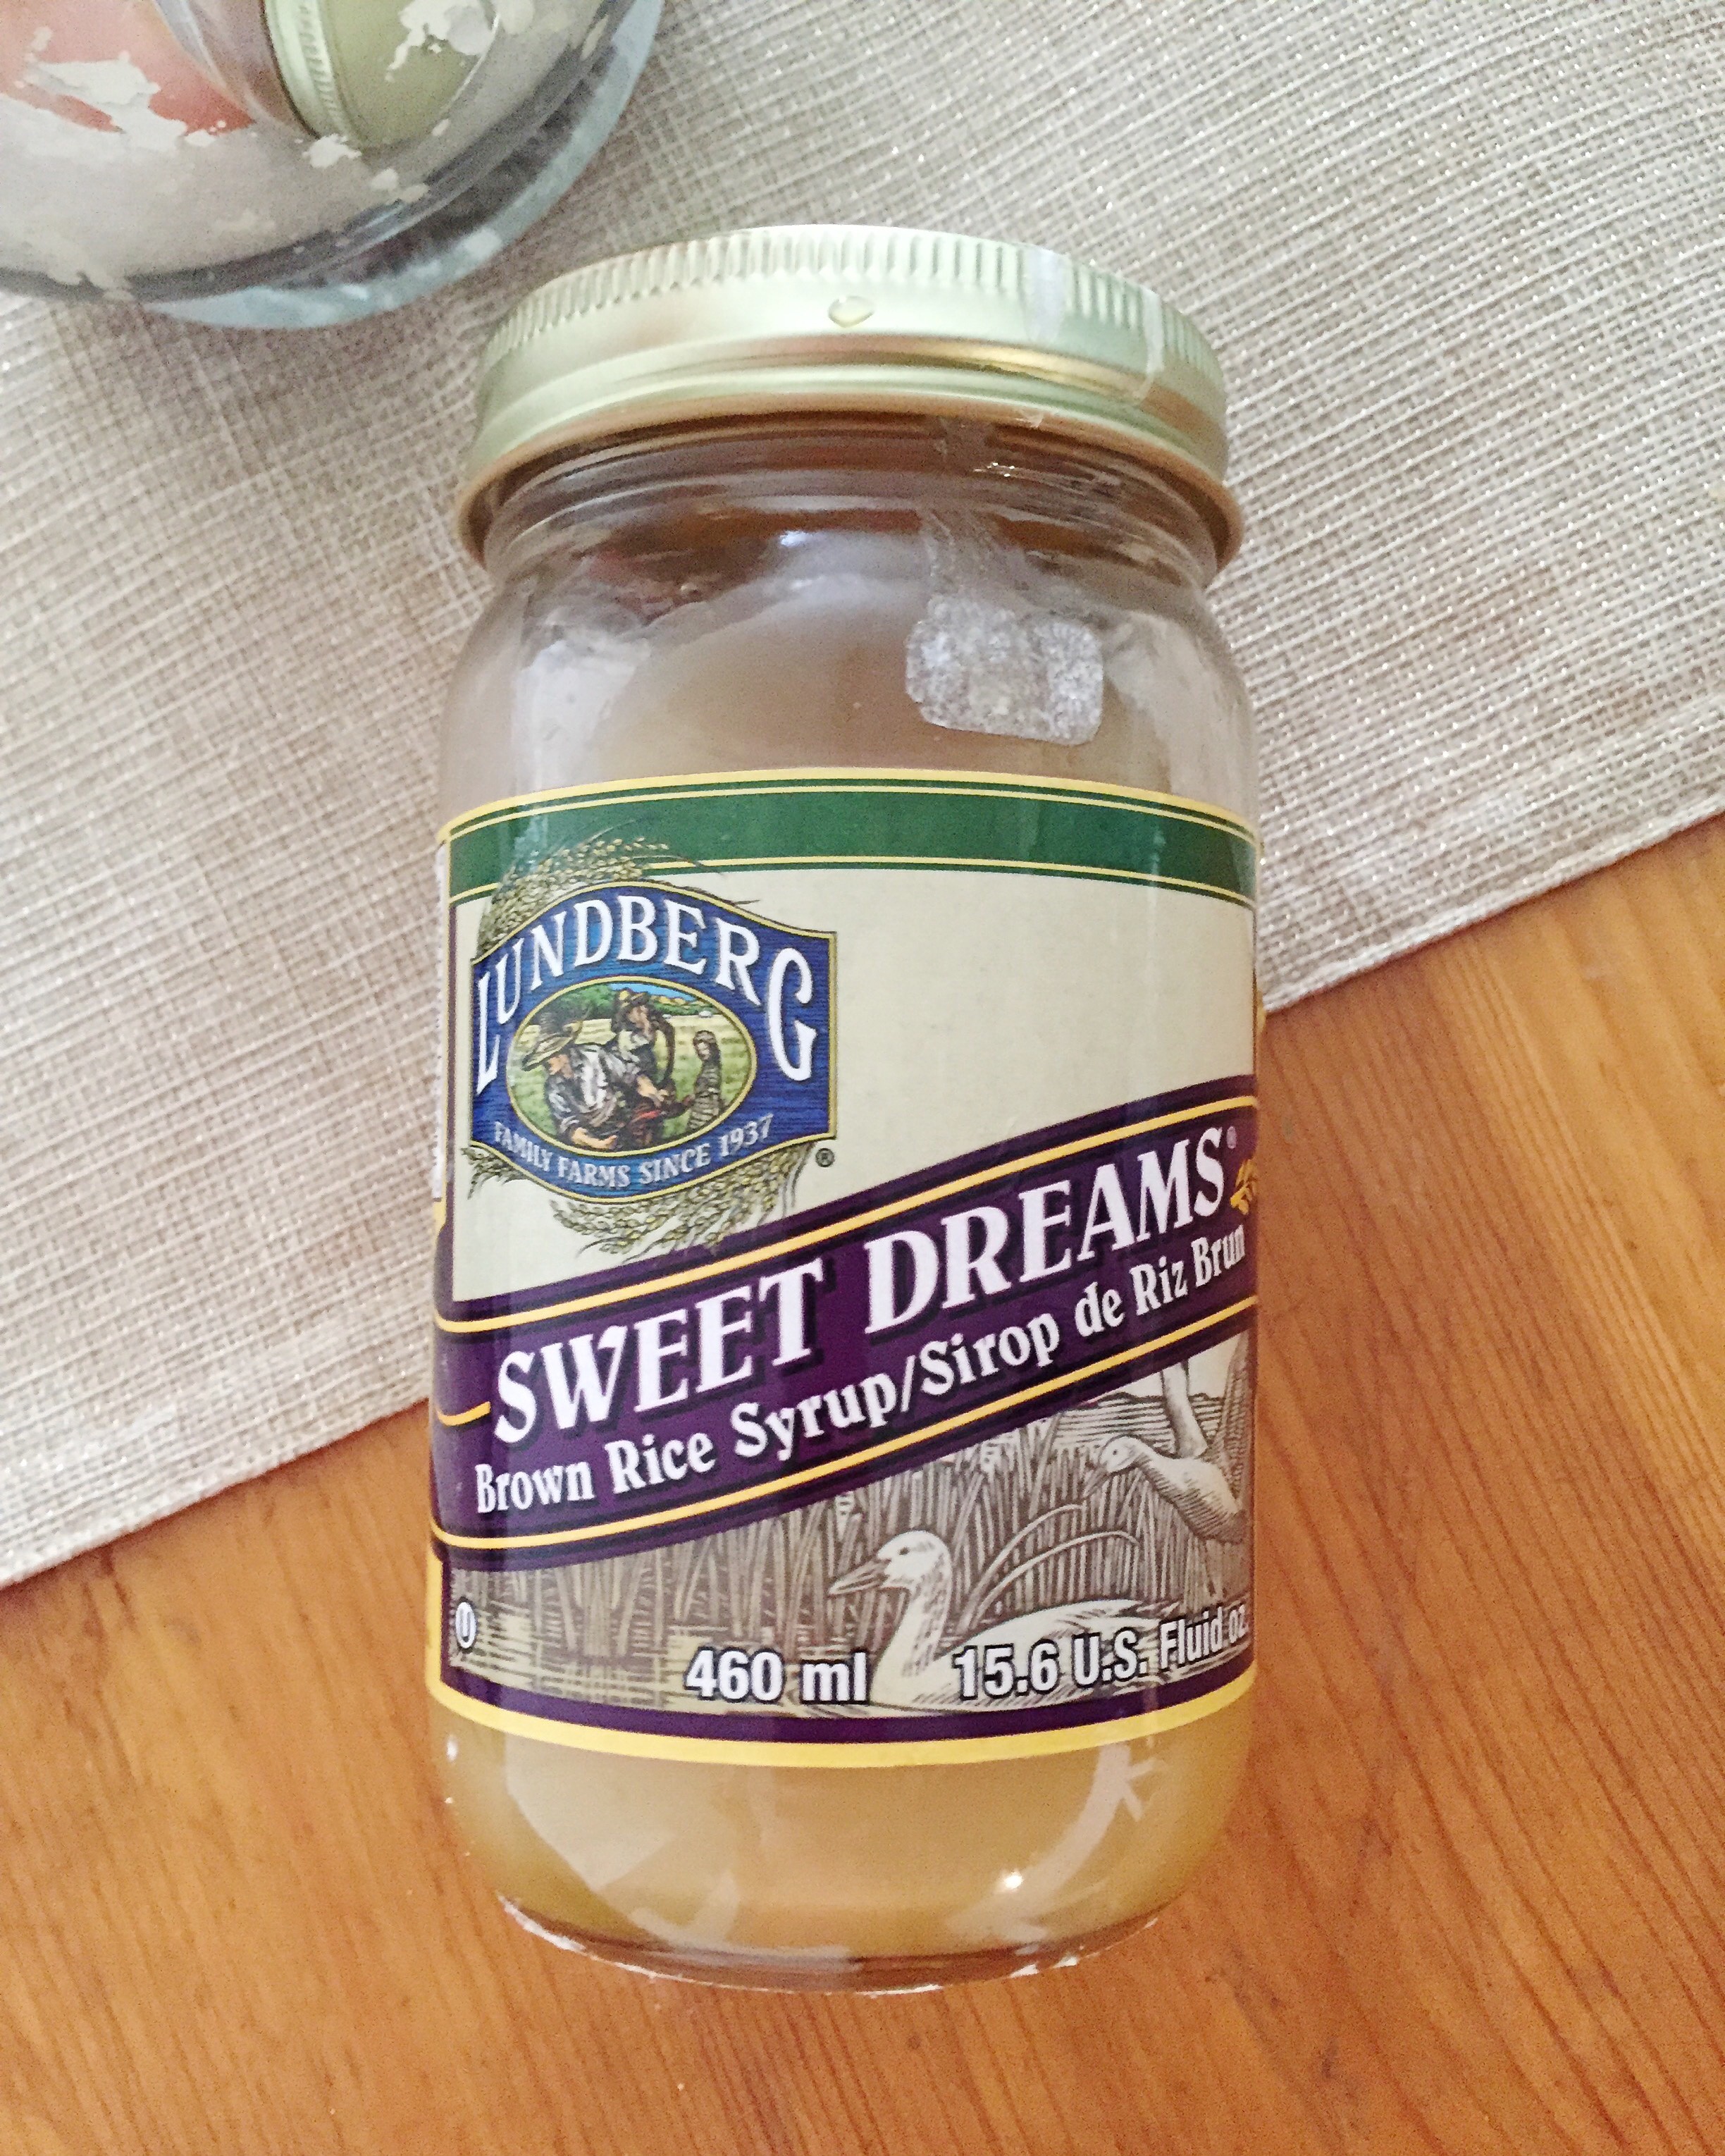 LUNDBERG
FAMILY FARMS SINCE 1937
®
SWEET DREAMS®
Brown Rice Syrup/Sirop de Riz Brun
U
460 ml 15.6 U.S. Fluid oz.